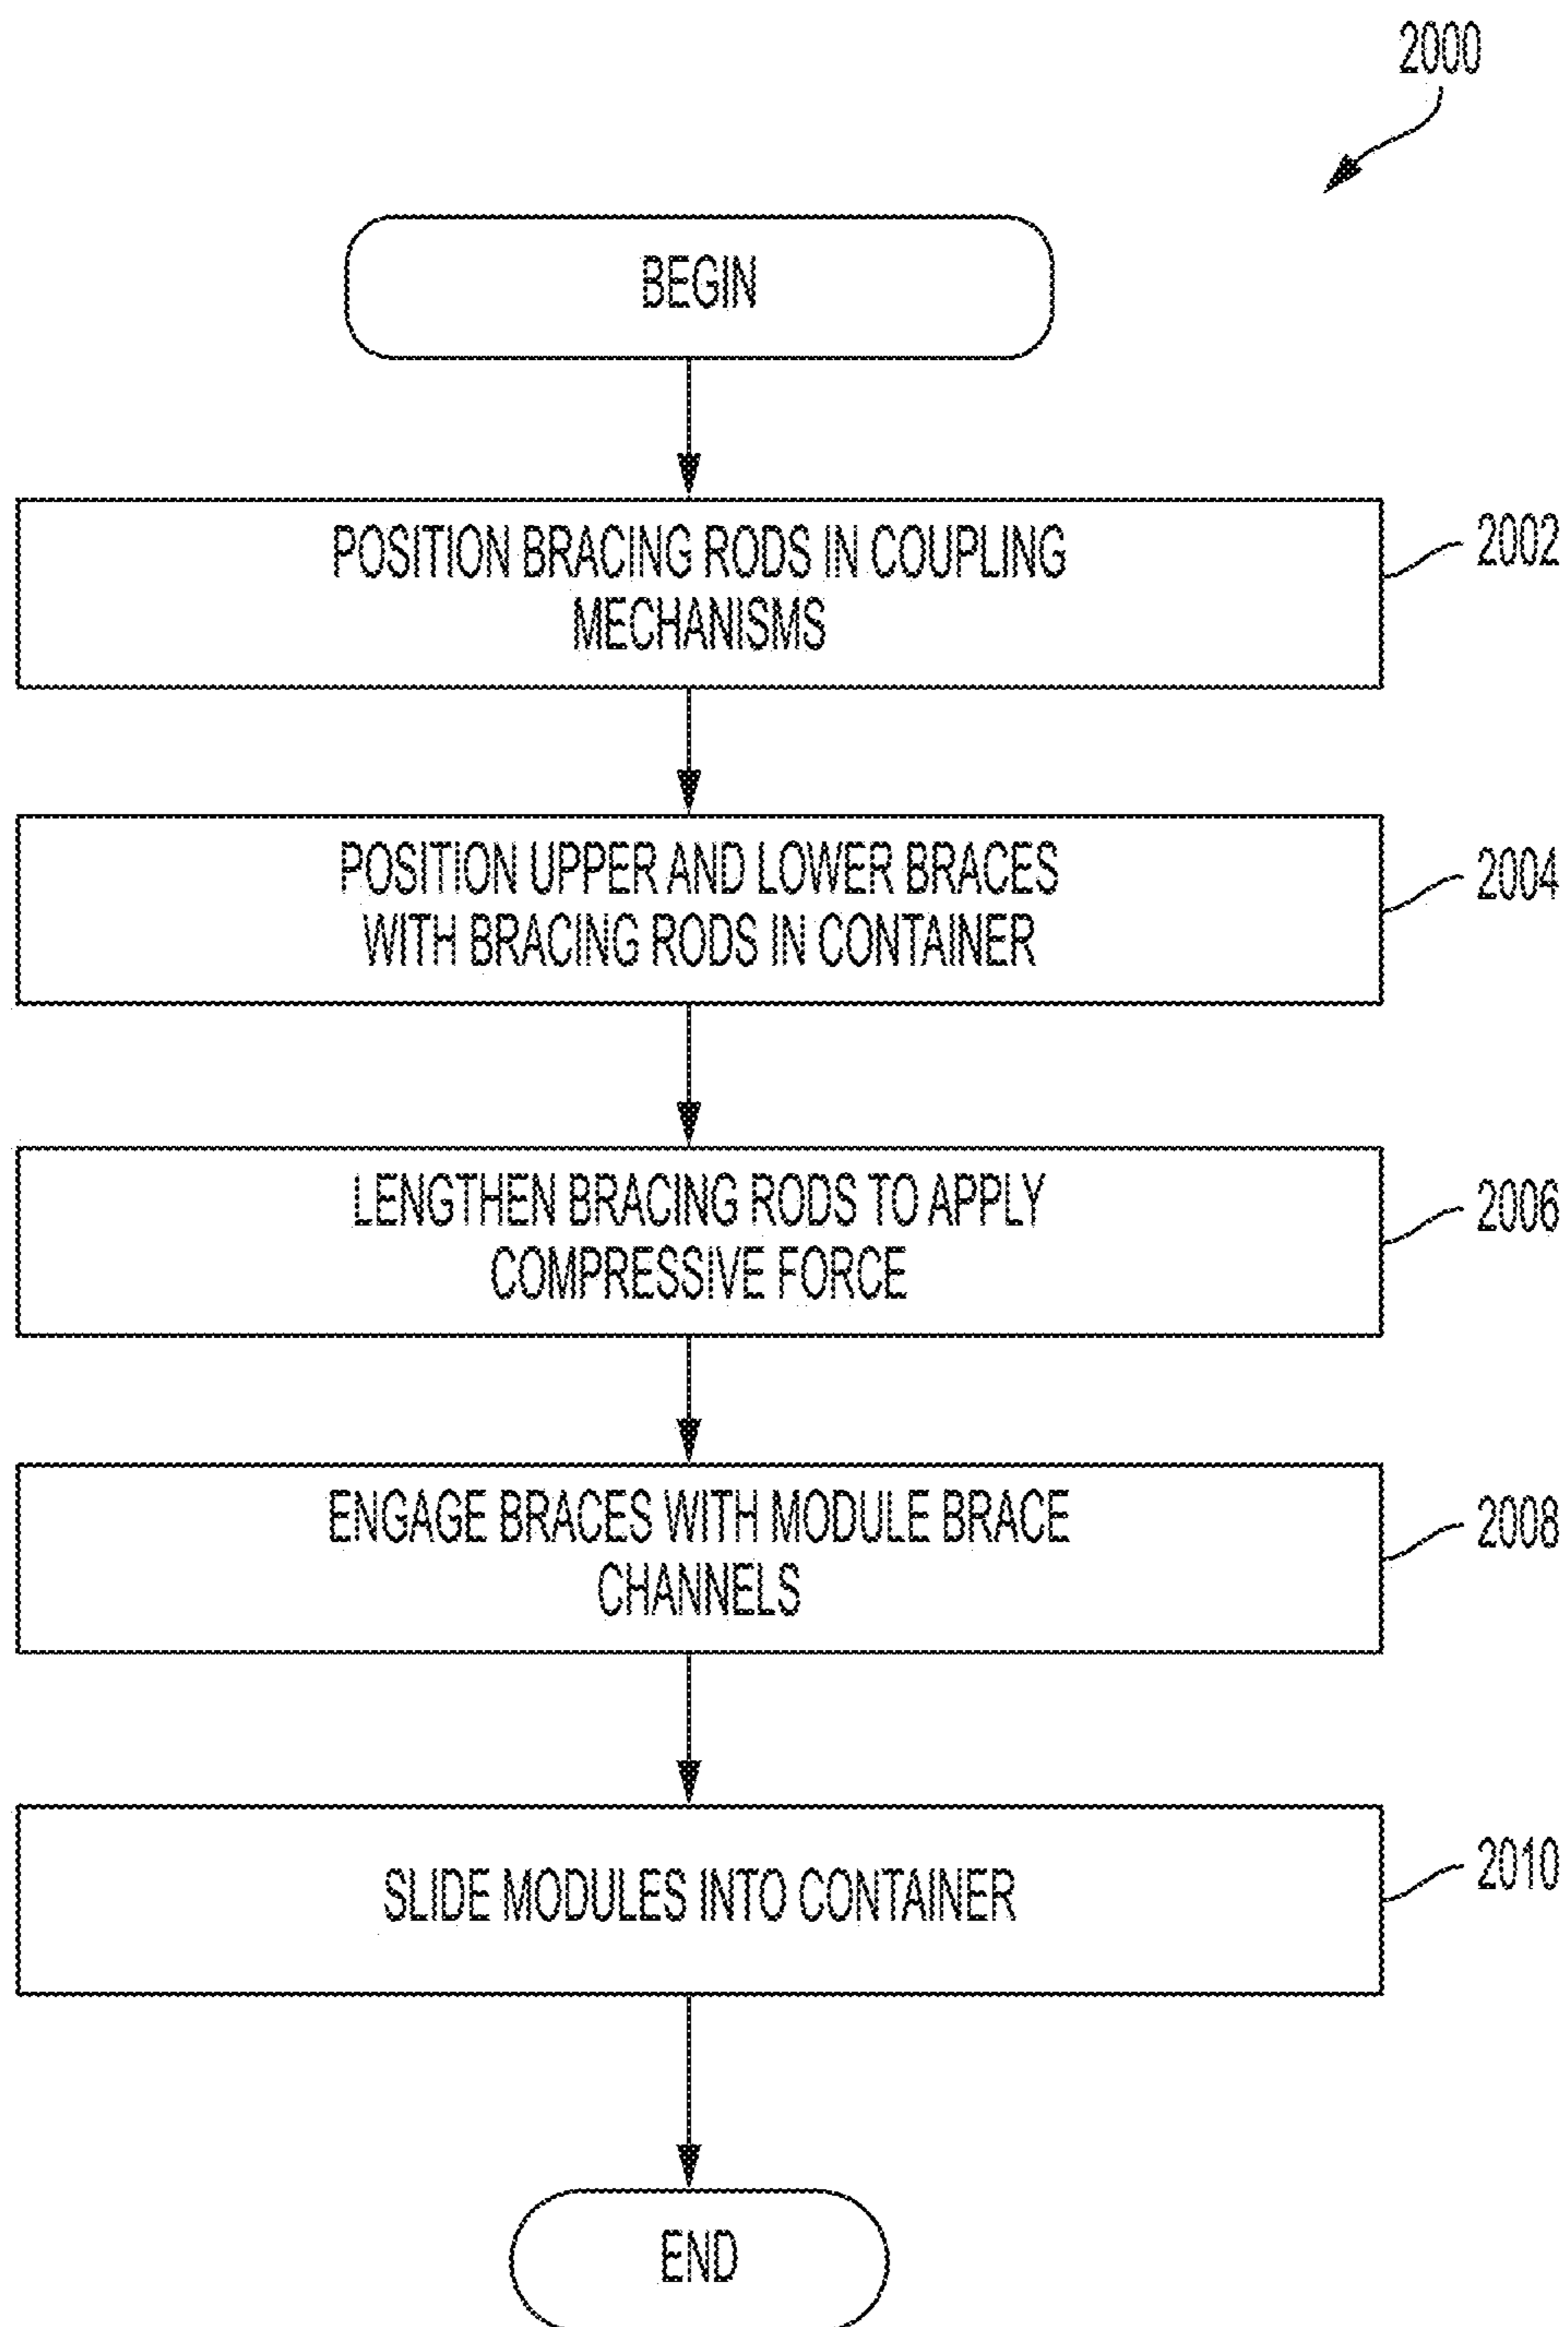 2000
BEGIN
POSITION BRACING RODS IN COUPLING
MECHANISMS
2002
POSITION UPPER AND LOWER BRACES
WITH BRACING RODS IN CONTAINER
2004
LENGTHEN BRACING RODS TO APPLY
COMPRESSIVE FORCE
2006
ENGAGE BRACES WITH MODULE BRACE
CHANNELS
2008
SLIDE MODULES INTO CONTAINER
2010
END